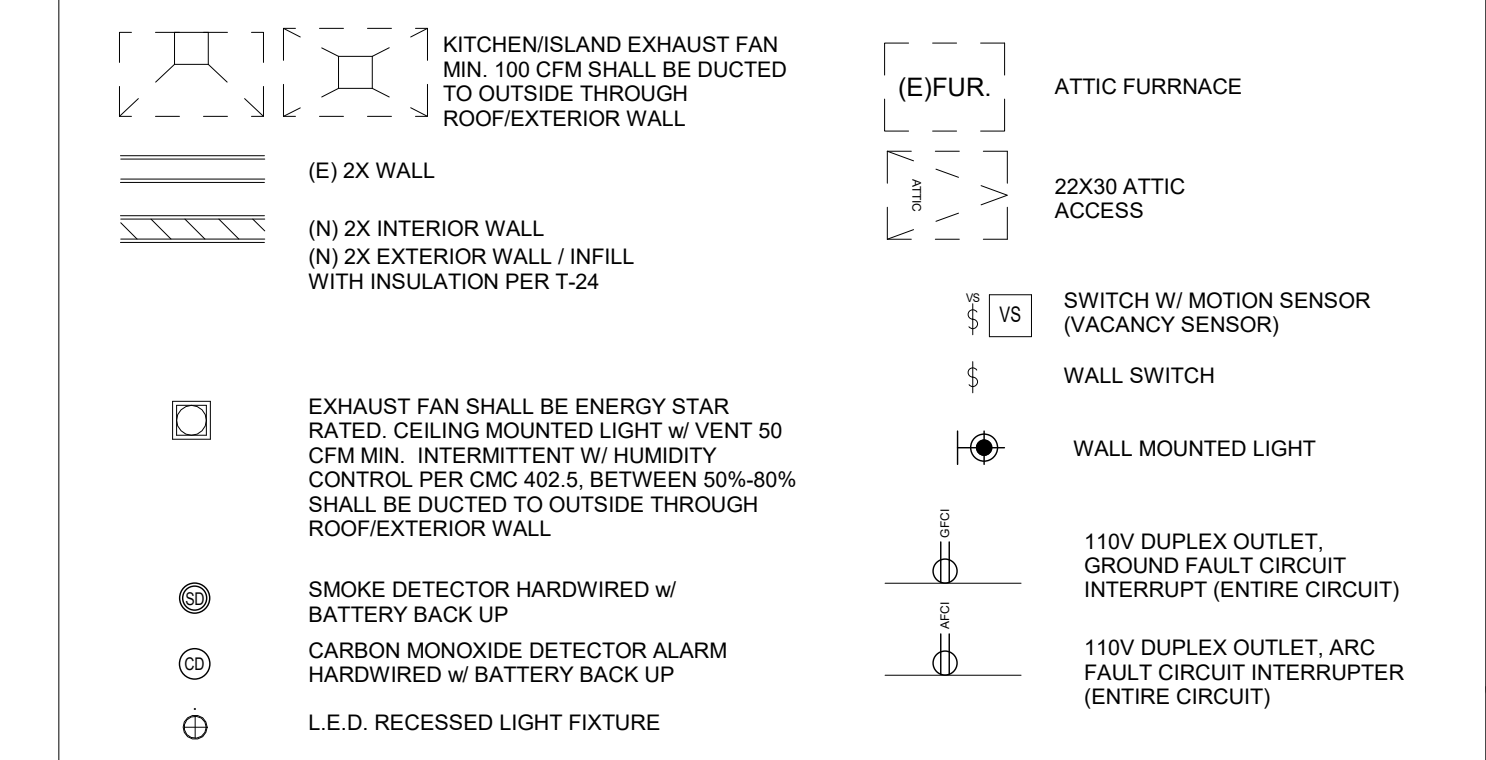 KITCHEN/ISLAND EXHAUST FAN
MIN. 100 CFM SHALL BE DUCTED
TO OUTSIDE THROUGH
ROOF/EXTERIOR WALL
(E) 2X WALL
(N) 2X INTERIOR WALL
(N) 2X EXTERIOR WALL / INFILL
WITH INSULATION PER T-24
EXHAUST FAN SHALL BE ENERGY STAR
RATED. CEILING MOUNTED LIGHT w/ VENT 50
CFM MIN. INTERMITTENT W/ HUMIDITY
CONTROL PER CMC 402.5, BETWEEN 50%-80%
SHALL BE DUCTED TO OUTSIDE THROUGH
ROOF/EXTERIOR WALL
SD
SMOKE DETECTOR HARDWIRED w/
BATTERY BACK UP
CD
CARBON MONOXIDE DETECTOR ALARM
HARDWIRED w/ BATTERY BACK UP
L.E.D. RECESSED LIGHT FIXTURE
(E)FUR.
ATTIC FURRNACE
ATTIC
22X30 ATTIC
ACCESS
VS
$
VS
SWITCH W/ MOTION SENSOR
(VACANCY SENSOR)
$
WALL SWITCH
WALL MOUNTED LIGHT
GFCI
110V DUPLEX OUTLET,
GROUND FAULT CIRCUIT
INTERRUPT (ENTIRE CIRCUIT)
AFCI
110V DUPLEX OUTLET, ARC
FAULT CIRCUIT INTERRUPTER
(ENTIRE CIRCUIT)